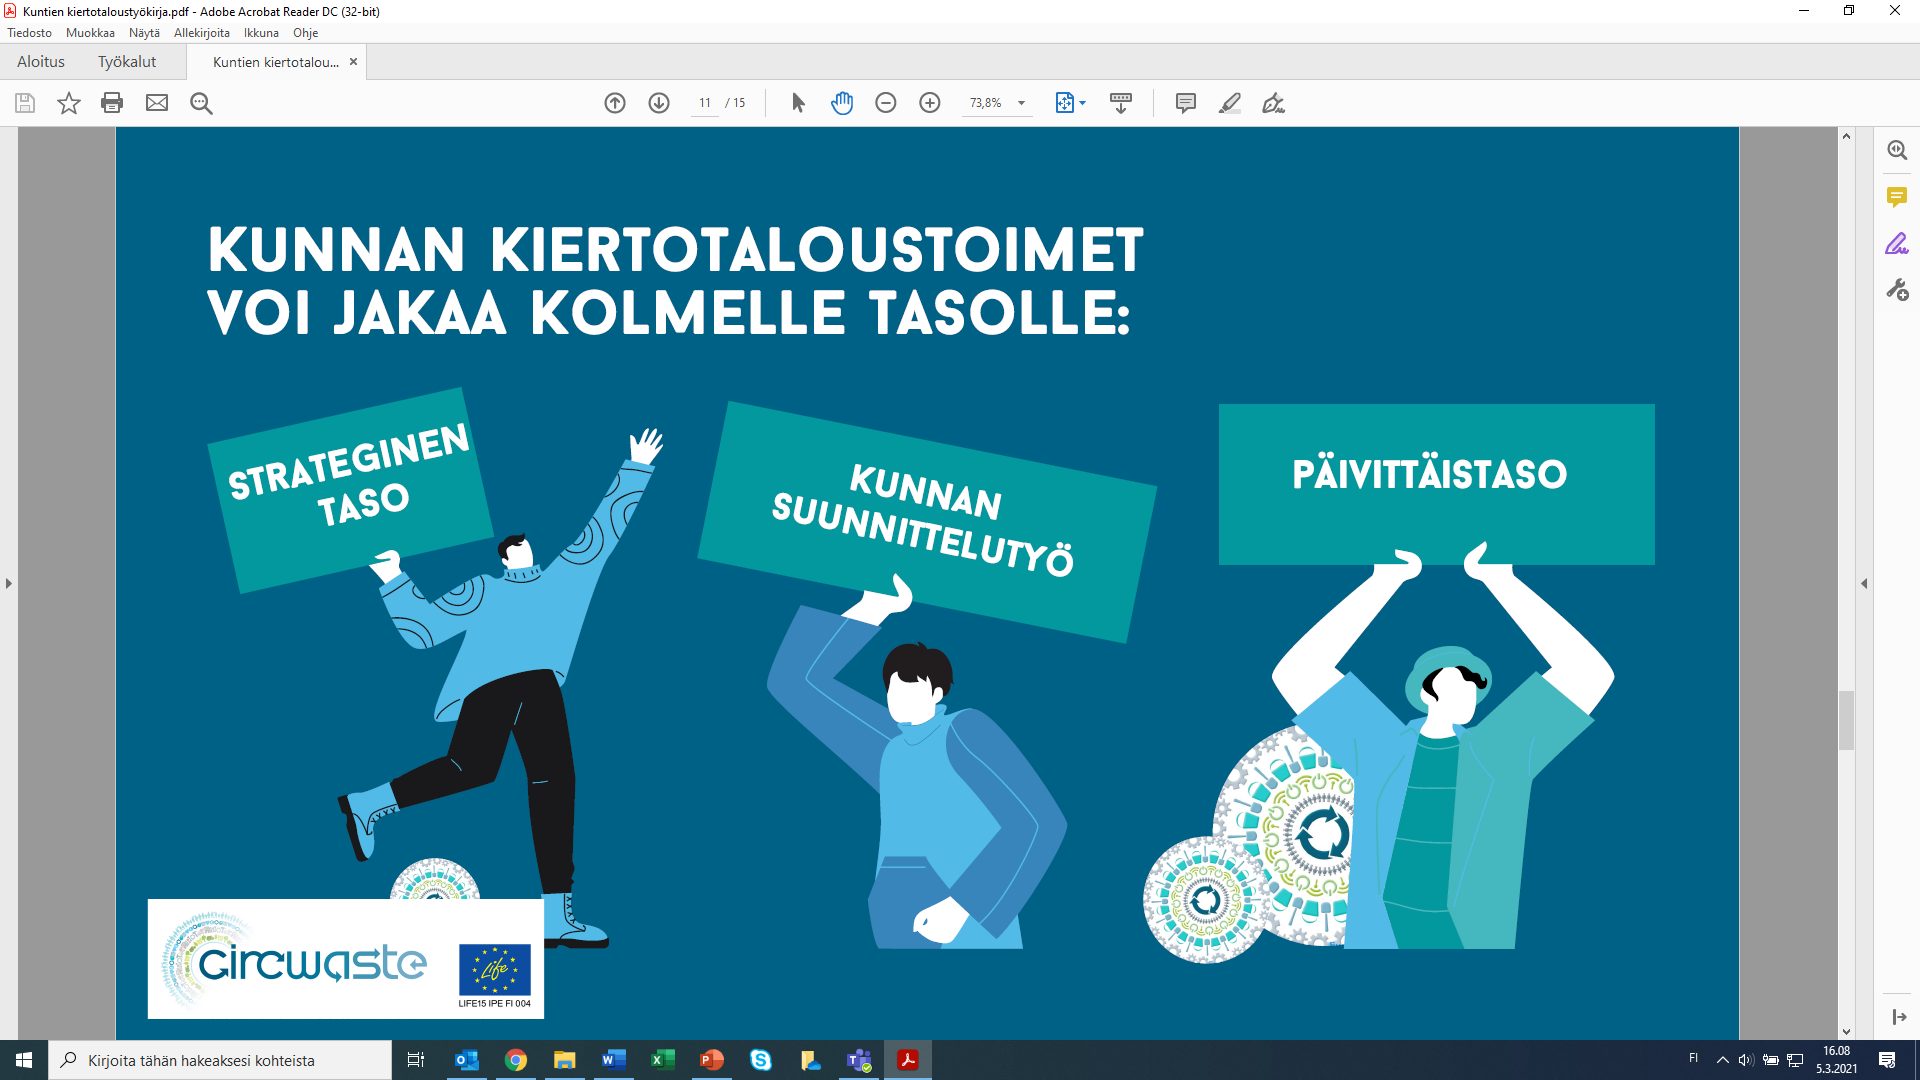 Kuntien kiertotaloustyökirja.pdf - Adobe Acrobat Reader DC (32-bit)
Tiedosto Muokkaa Näytä Allekirjoita Ikkuna Ohje
Aloitus Työkalut Kuntien kiertotalou...
11 / 15 73,8%
KUNNAN KIERTOTALOUSTOIMET
VOI JAKAA KOLMELLE TASOLLE:
STRATEGINEN
TASO
KUNNAN
SUUNNITTELUTYÖ
PÄIVITTÄISTASO
circwaste
Life
LIFE15 IPE FI 004
Kirjoita tähän hakeaksesi kohteista
FI
16.08
5.3.2021